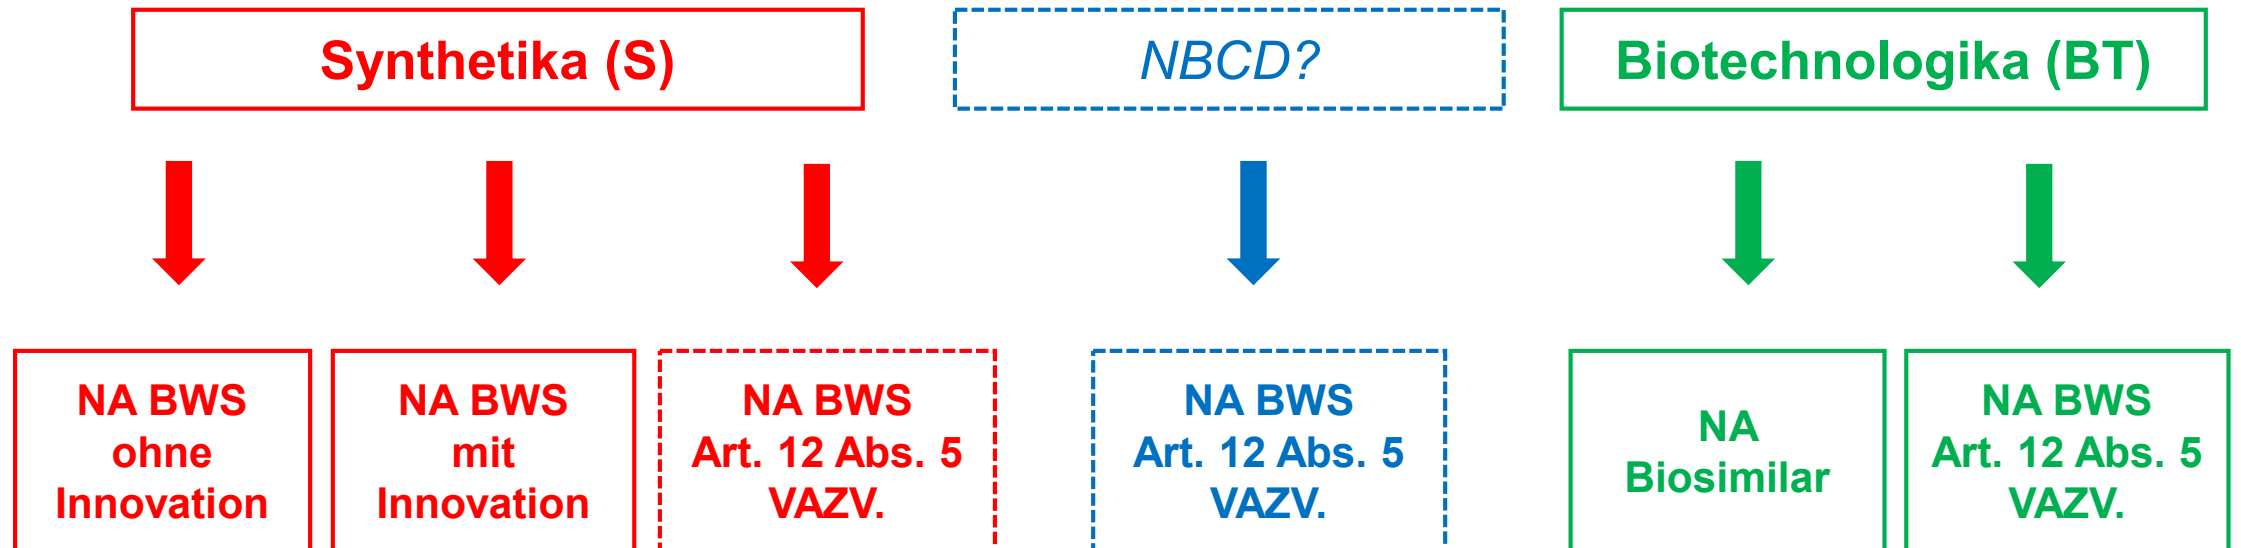 Synthetika (S)
NBCD?
Biotechnologika (BT)
NA BWS
ohne
Innovation
NA BWS
mit
Innovation
NA BWS
Art. 12 Abs. 5
VAZV.
NA BWS
Art. 12 Abs. 5
VAZV.
NA
Biosimilar
NA BWS
Art. 12 Abs. 5
VAZV.